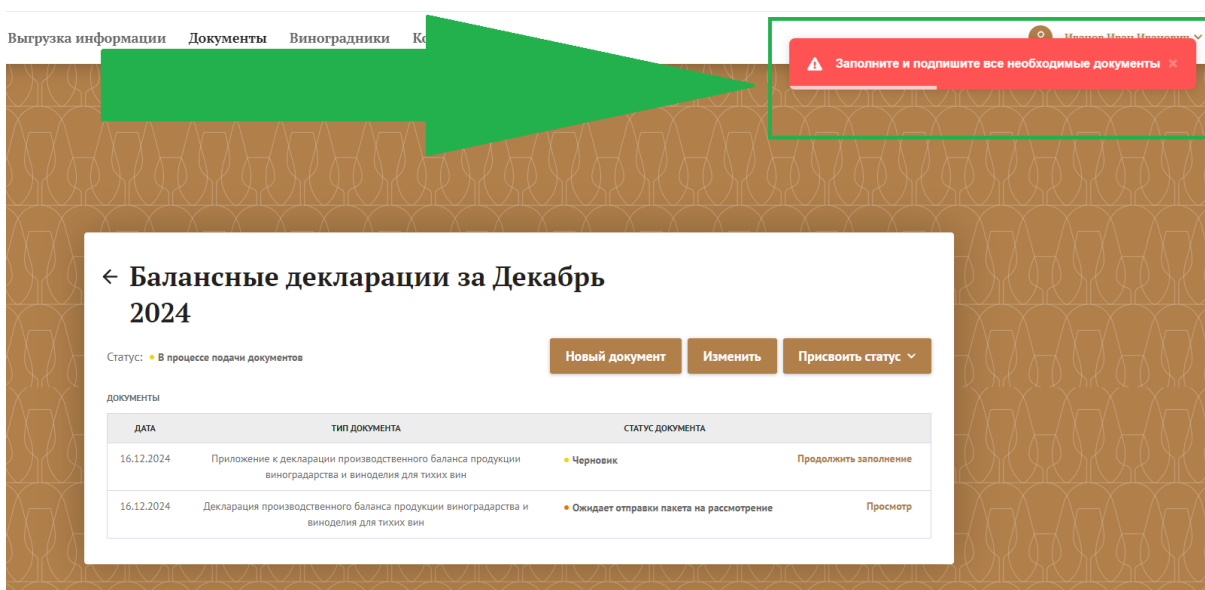 Выгрузка информации Документы Виноградники
Иванов Иван Иванович
Заполните и подпишите все необходимые документы
← Балансные декларации за Декабрь
2024
Статус: В процессе подачи документов
Новый документ Изменить Присвоить статус
ДОКУМЕНТЫ
ДАТА ТИП ДОКУМЕНТА СТАТУС ДОКУМЕНТА
16.12.2024 Приложение к декларации производственного баланса продукции Черновик Продолжить заполнение
виноградарства и виноделия для тихих вин
16.12.2024 Декларация производственного баланса продукции виноградарства и Ожидает отправки пакета на рассмотрение Просмотр
виноделия для тихих вин